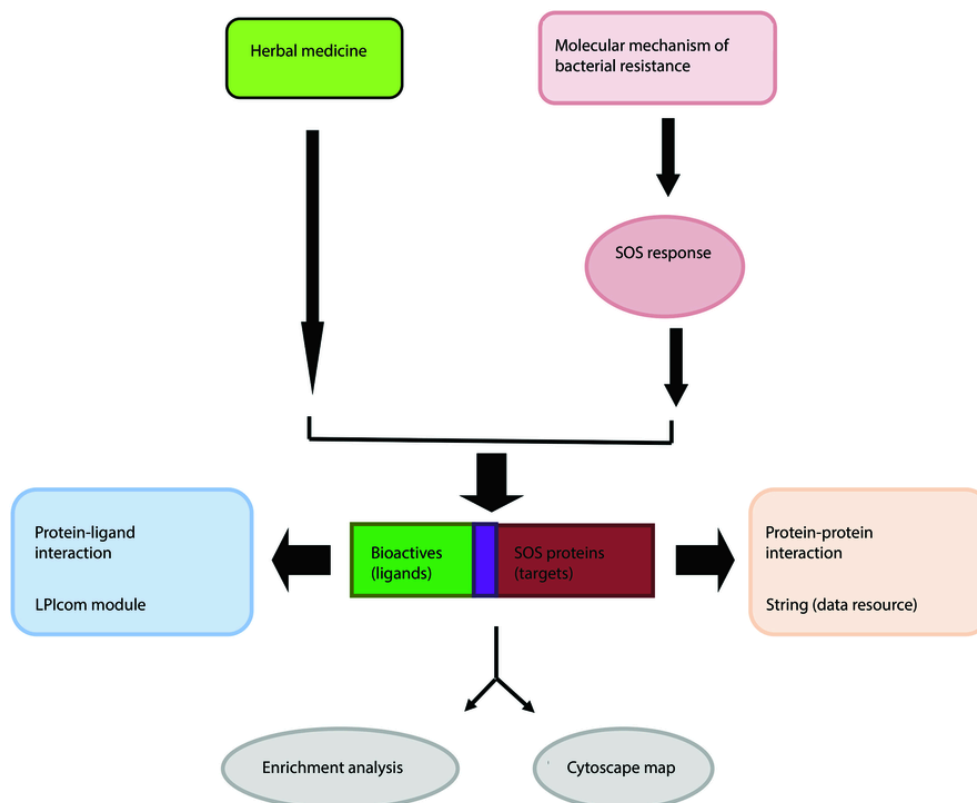 Herbal medicine
Molecular mechanism of
bacterial resistance
SOS response
Protein-ligand
interaction
LPIcom module
Bioactives
(ligands)
SOS proteins
(targets)
Protein-protein
interaction
String (data resource)
Enrichment analysis
Cytoscape map